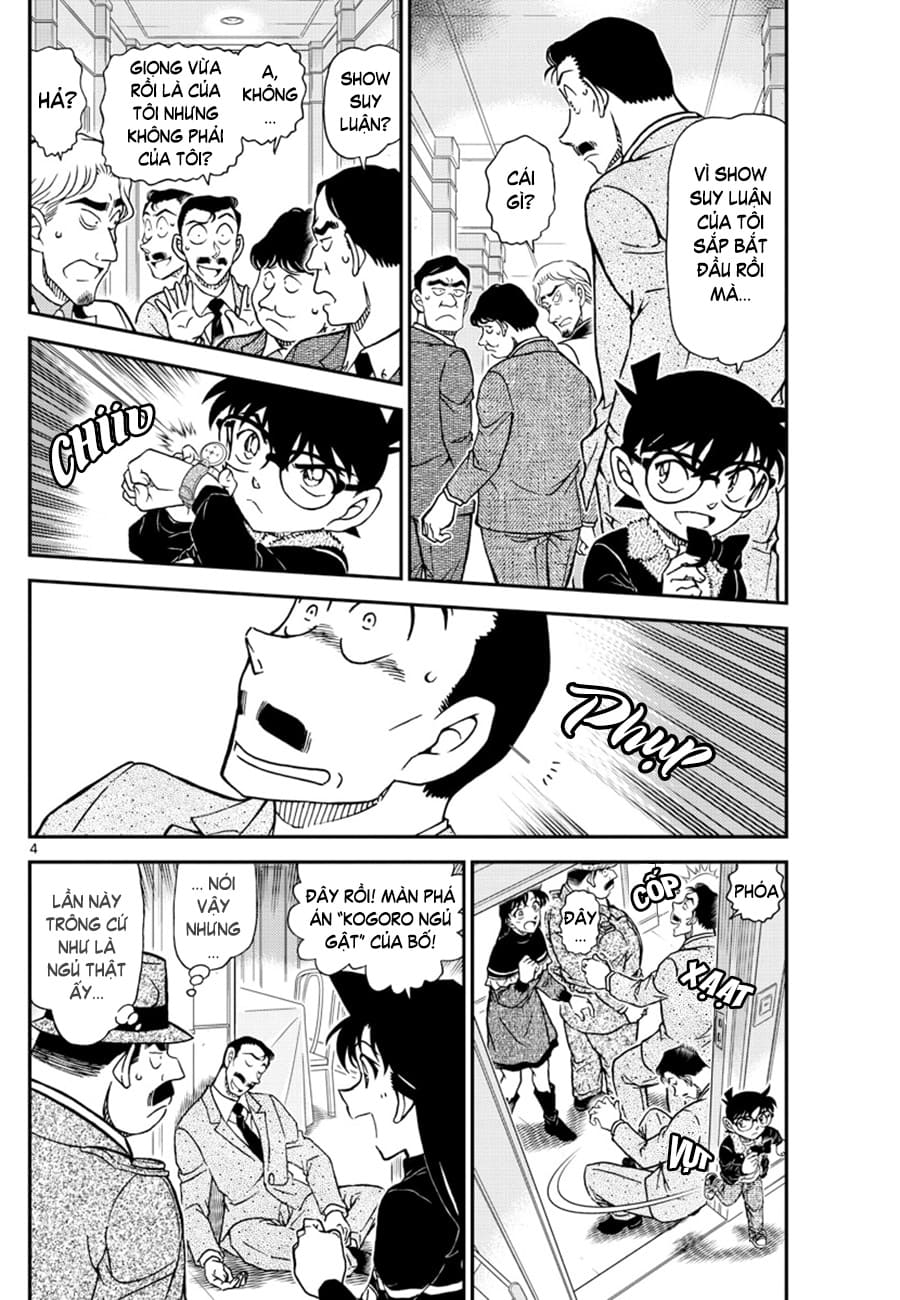 VÌ SHOW
SUY LUẬN
CỦA TÔI
SẮP BẮT
ĐẦU RỒI
MÀ...
CÁI
GÌ?
SHOW
SUY
LUẬN?
A,
KHÔNG
...
GIỌNG VỪA
RỒI LÀ CỦA
TÔI NHƯNG
KHÔNG PHẢI
CỦA TÔI?
HẢ?
CHIIU
Phụp
4
PHÓA
CỐP
ĐÂY
...
XẠẠT
VỤT
ĐÂY RỒI! MÀN PHÁ
ÁN “KOGORO NGỦ
GẬT” CỦA BỐ!
... NÓI
VẬY
NHƯNG
...
LẦN NÀY
TRÔNG CỨ
NHƯ LÀ
NGỦ THẬT
ẤY...